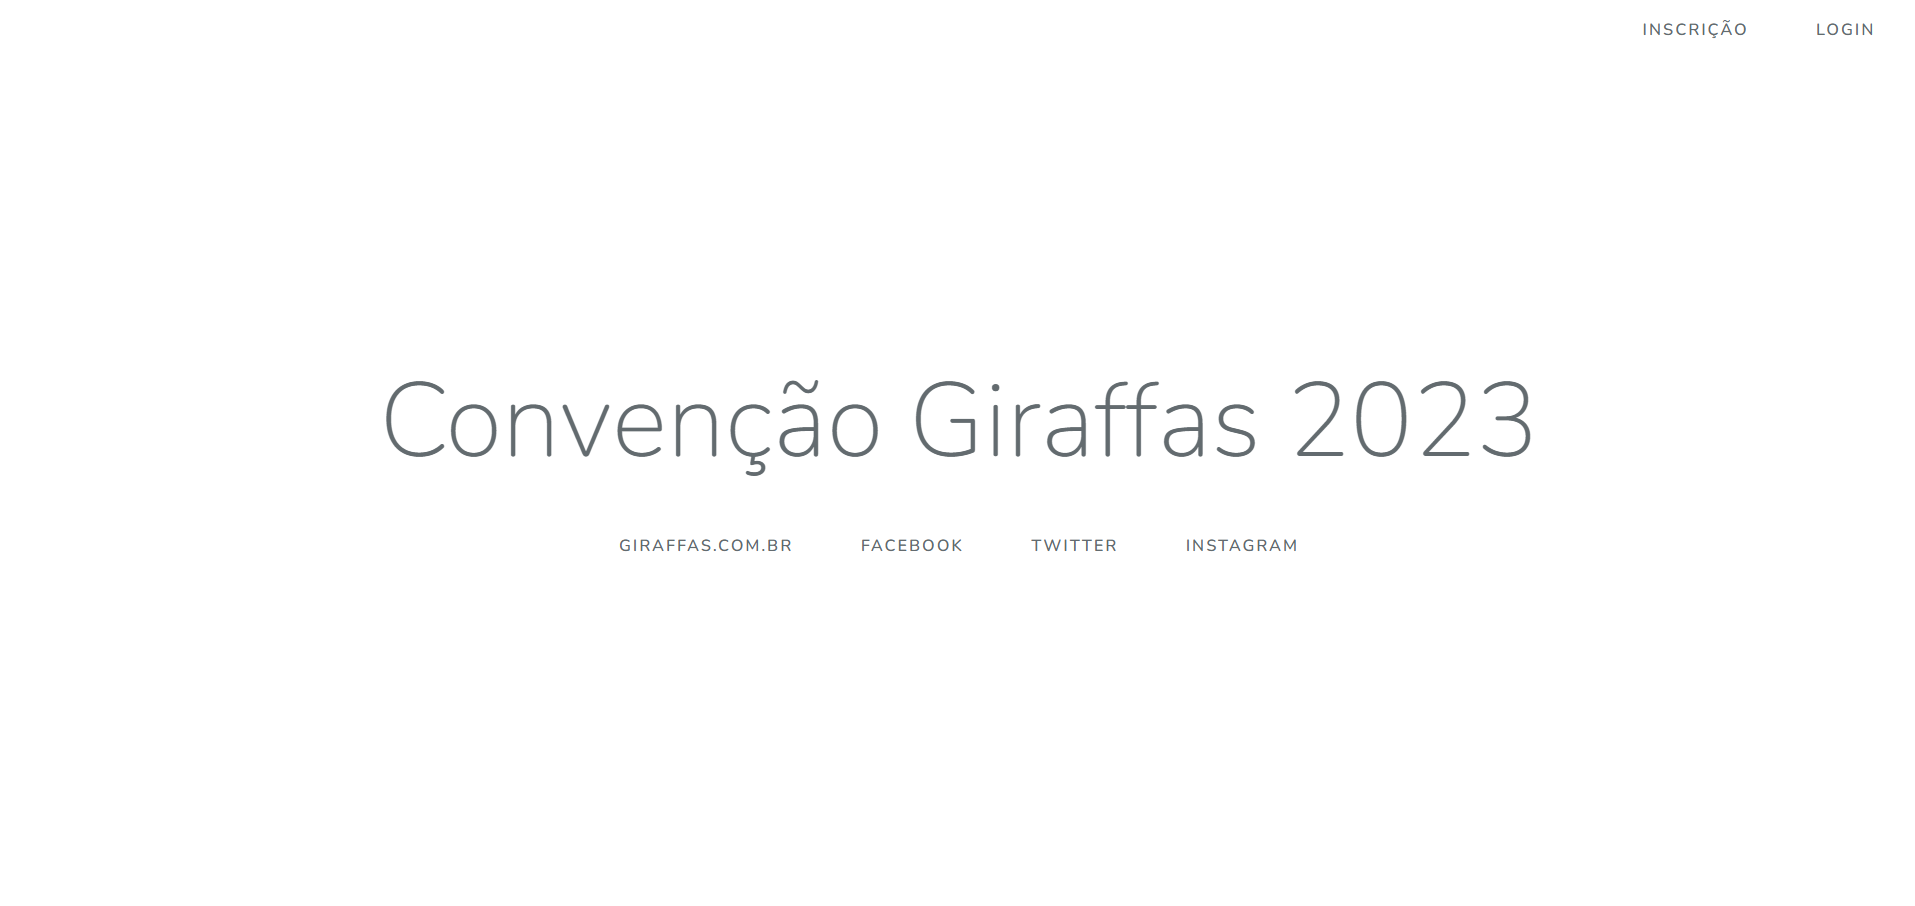 INSCRIÇÃO LOGIN
Convenção Giraffas 2023
GIRAFFAS.COM.BR FACEBOOK TWITTER INSTAGRAM